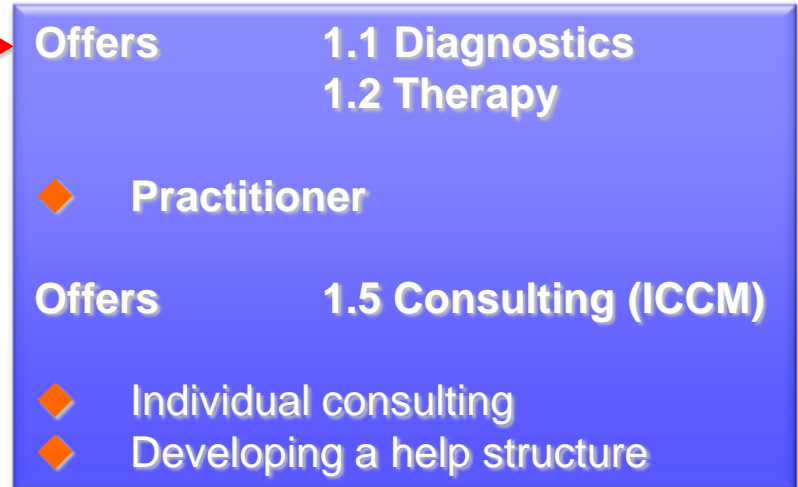 Offers 1.1 Diagnostics
1.2 Therapy
Practitioner
Offers 1.5 Consulting (ICCM)
Individual consulting
Developing a help structure